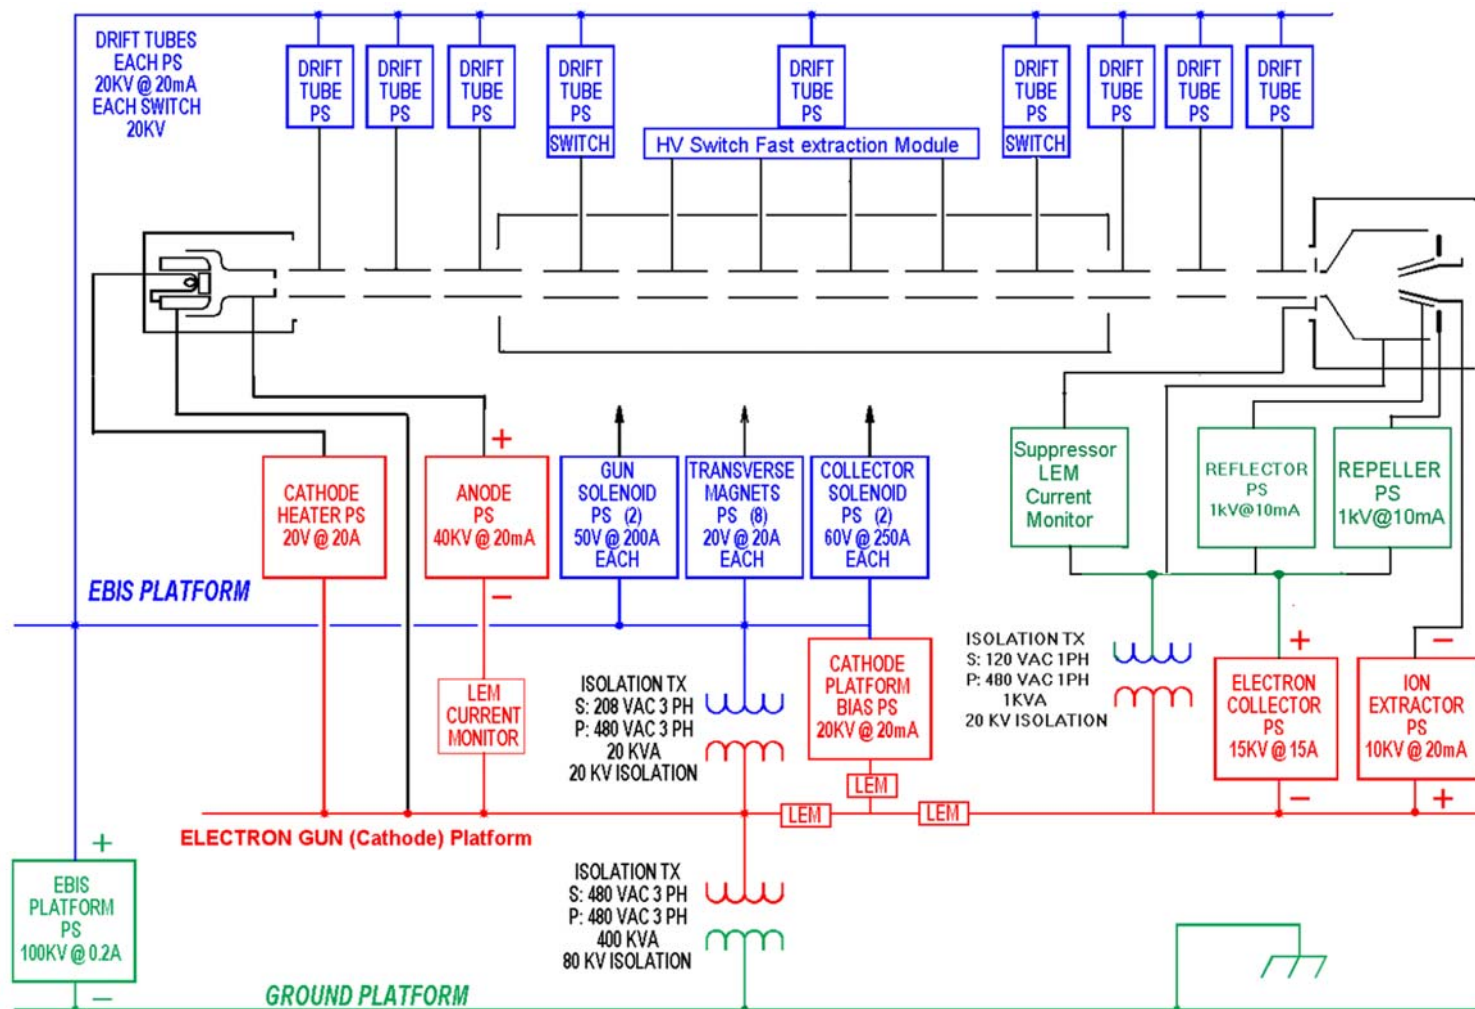 DRIFT TUBES
EACH PS
20KV @ 20mA
EACH SWITCH
20KV
DRIFT
TUBE
PS
DRIFT
TUBE
PS
DRIFT
TUBE
PS
DRIFT
TUBE
PS
SWITCH
DRIFT
TUBE
PS
HV Switch Fast extraction Module
DRIFT
TUBE
PS
SWITCH
DRIFT
TUBE
PS
DRIFT
TUBE
PS
DRIFT
TUBE
PS
CATHODE
HEATER PS
20V @ 20A
+
ANODE
PS
40KV @ 20mA
−
GUN
SOLENOID
PS (2)
50V @ 200A
EACH
TRANSVERSE
MAGNETS
PS (8)
20V @ 20A
EACH
COLLECTOR
SOLENOID
PS (2)
60V @ 250A
EACH
Suppressor
LEM
Current
Monitor
REFLECTOR
PS
1kV@10mA
REPELLER
PS
1kV@10mA
EBIS PLATFORM
LEM
CURRENT
MONITOR
ISOLATION TX
S: 208 VAC 3 PH
P: 480 VAC 3 PH
20 KVA
20 KV ISOLATION
CATHODE
PLATFORM
BIAS PS
20KV @ 20mA
LEM
LEM
LEM
ISOLATION TX
S: 120 VAC 1PH
P: 480 VAC 1PH
1KVA
20 KV ISOLATION
+
ELECTRON
COLLECTOR
PS
15KV @ 15A
−
−
ION
EXTRACTOR
PS
10KV @ 20mA
+
ELECTRON GUN (Cathode) Platform
+
EBIS
PLATFORM
PS
100KV @ 0.2A
−
ISOLATION TX
S: 480 VAC 3 PH
P: 480 VAC 3 PH
400 KVA
80 KV ISOLATION
GROUND PLATFORM